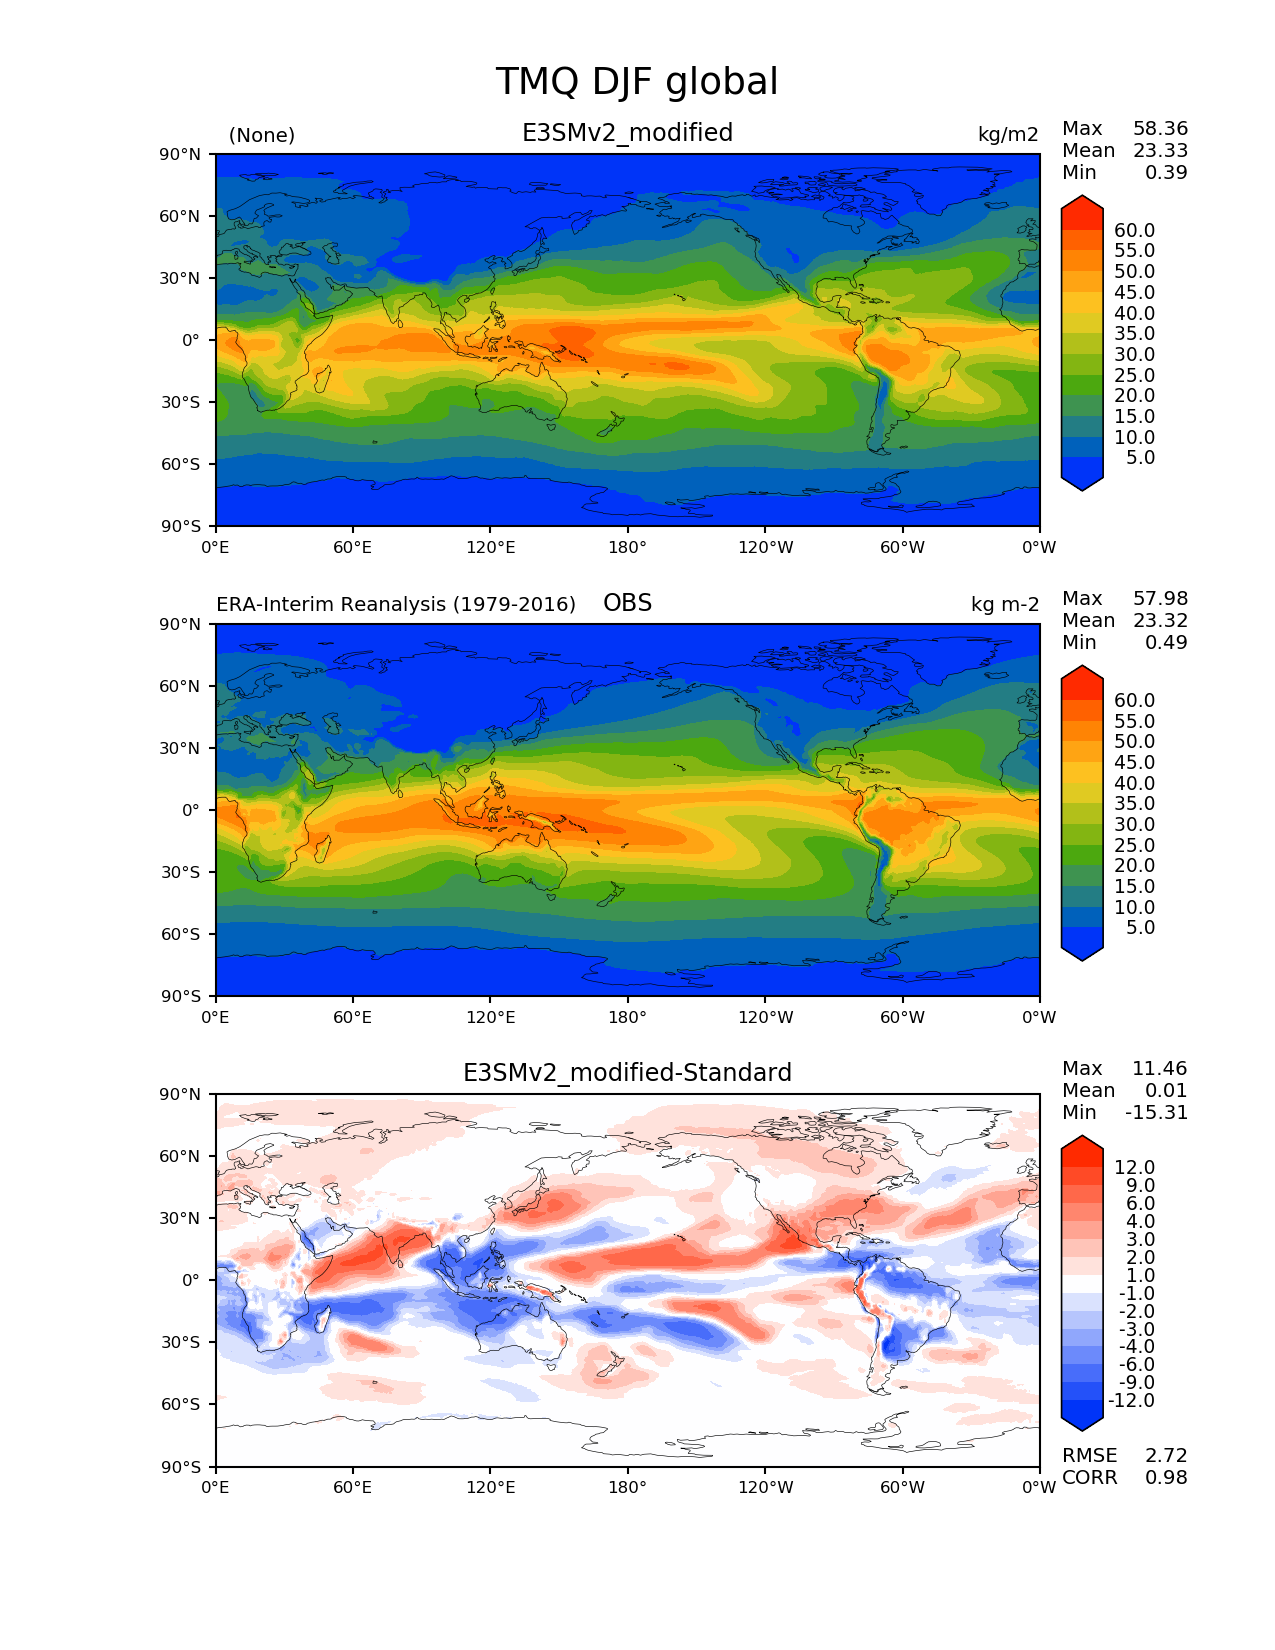 TMQ DJF global
(None) E3SMv2_modified kg/m2
Max 58.36
Mean 23.33
Min 0.39
90°N
60°N
30°N
0°
30°S
60°S
90°S
0°E 60°E 120°E 180° 120°W 60°W 0°W
60.0
55.0
50.0
45.0
40.0
35.0
30.0
25.0
20.0
15.0
10.0
5.0
ERA-Interim Reanalysis (1979-2016) OBS kg m-2
Max 57.98
Mean 23.32
Min 0.49
90°N
60°N
30°N
0°
30°S
60°S
90°S
0°E 60°E 120°E 180° 120°W 60°W 0°W
60.0
55.0
50.0
45.0
40.0
35.0
30.0
25.0
20.0
15.0
10.0
5.0
E3SMv2_modified-Standard
Max 11.46
Mean 0.01
Min -15.31
90°N
60°N
30°N
0°
30°S
60°S
90°S
0°E 60°E 120°E 180° 120°W 60°W 0°W
12.0
9.0
6.0
4.0
3.0
2.0
1.0
-1.0
-2.0
-3.0
-4.0
-6.0
-9.0
-12.0
RMSE 2.72
CORR 0.98